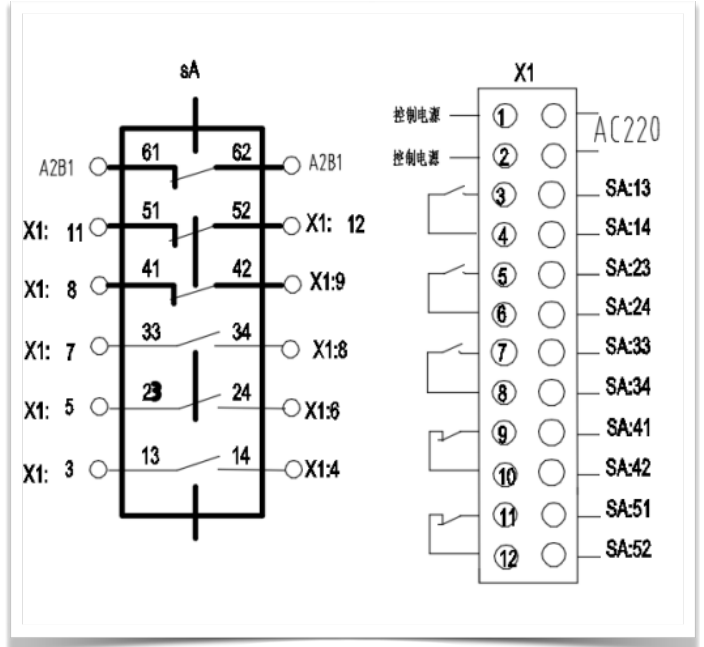 sA
A2B1 61 62 A2B1
X1: 11 51 52 X1: 12
X1: 8 41 42 X1:9
X1: 7 33 34 X1:8
X1: 5 23 24 X1:6
X1: 3 13 14 X1:4
X1
控制电源 1 AC220
控制电源 2
3 SA:13
4 SA:14
5 SA:23
6 SA:24
7 SA:33
8 SA:34
9 SA:41
10 SA:42
11 SA:51
12 SA:52